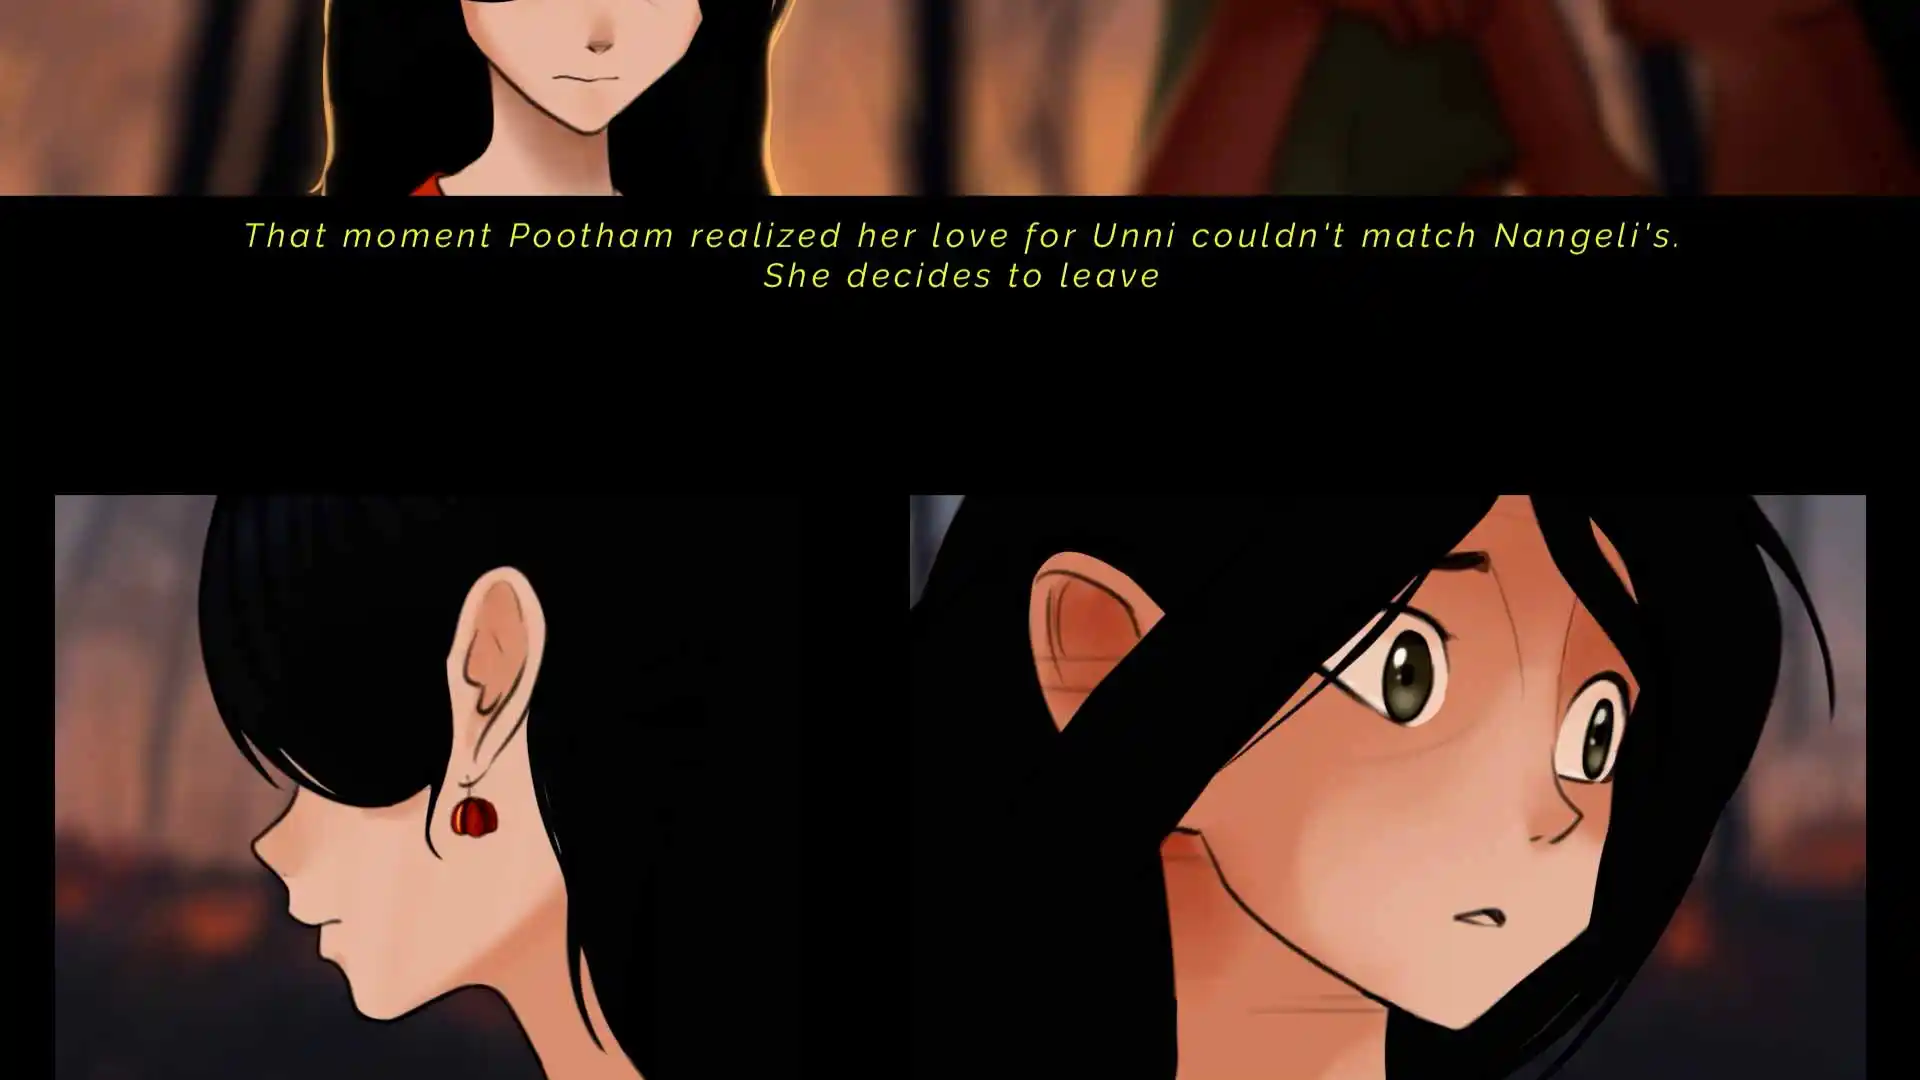 That moment Pootham realized her love for Unni couldn't match Nangeli's.
She decides to leave